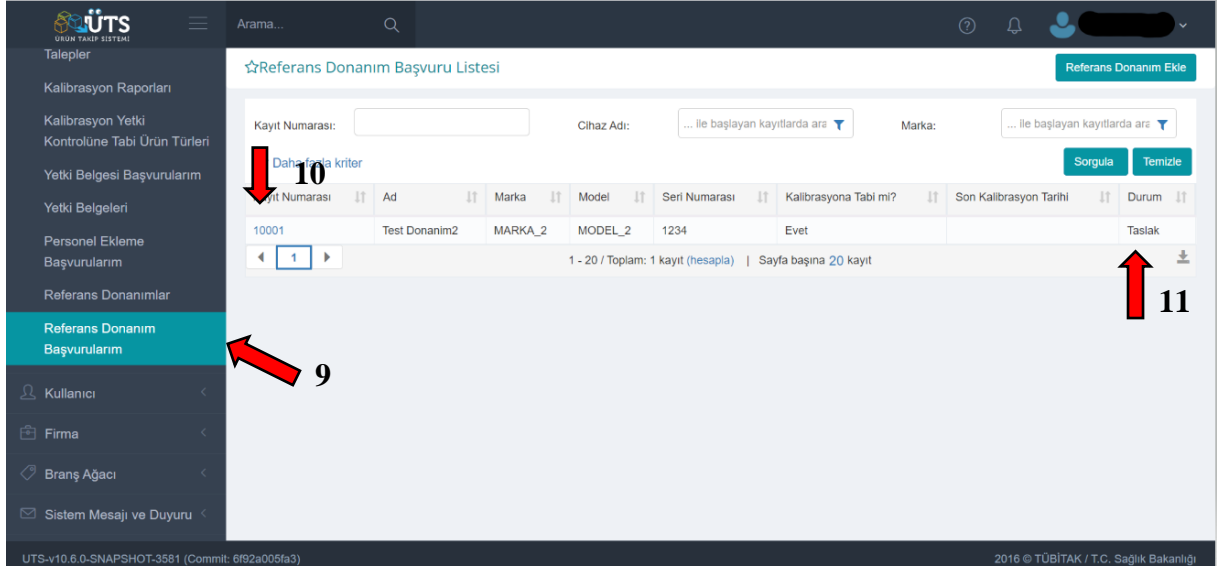 ÜTS
ÜRÜN TAKİP SİSTEMİ
Arama...
Talepler
Kalibrasyon Raporları
Kalibrasyon Yetki
Kontrolüne Tabi Ürün Türleri
Yetki Belgesi Başvurularım
Yetki Belgeleri
Personel Ekleme
Başvurularım
Referans Donanımlar
Referans Donanım
Başvurularım
Kullanıcı
Firma
Branş Ağacı
Sistem Mesajı ve Duyuru
Referans Donanım Başvuru Listesi
Referans Donanım Ekle
Kayıt Numarası:
Cihaz Adı:
... ile başlayan kayıtlarda ara
Marka:
... ile başlayan kayıtlarda ara
Daha fazla kriter
10
Sorgula
Temizle
Kayıt Numarası Ad Marka Model Seri Numarası Kalibrasyona Tabi mi? Son Kalibrasyon Tarihi Durum
10001 Test Donanim2 MARKA_2 MODEL_2 1234 Evet Taslak
1
1 - 20 / Toplam: 1 kayıt (hesapla) | Sayfa başına 20 kayıt
11
9
UTS-v10.6.0-SNAPSHOT-3581 (Commit: 6f92a005fa3)
2016 © TÜBİTAK / T.C. Sağlık Bakanlığı